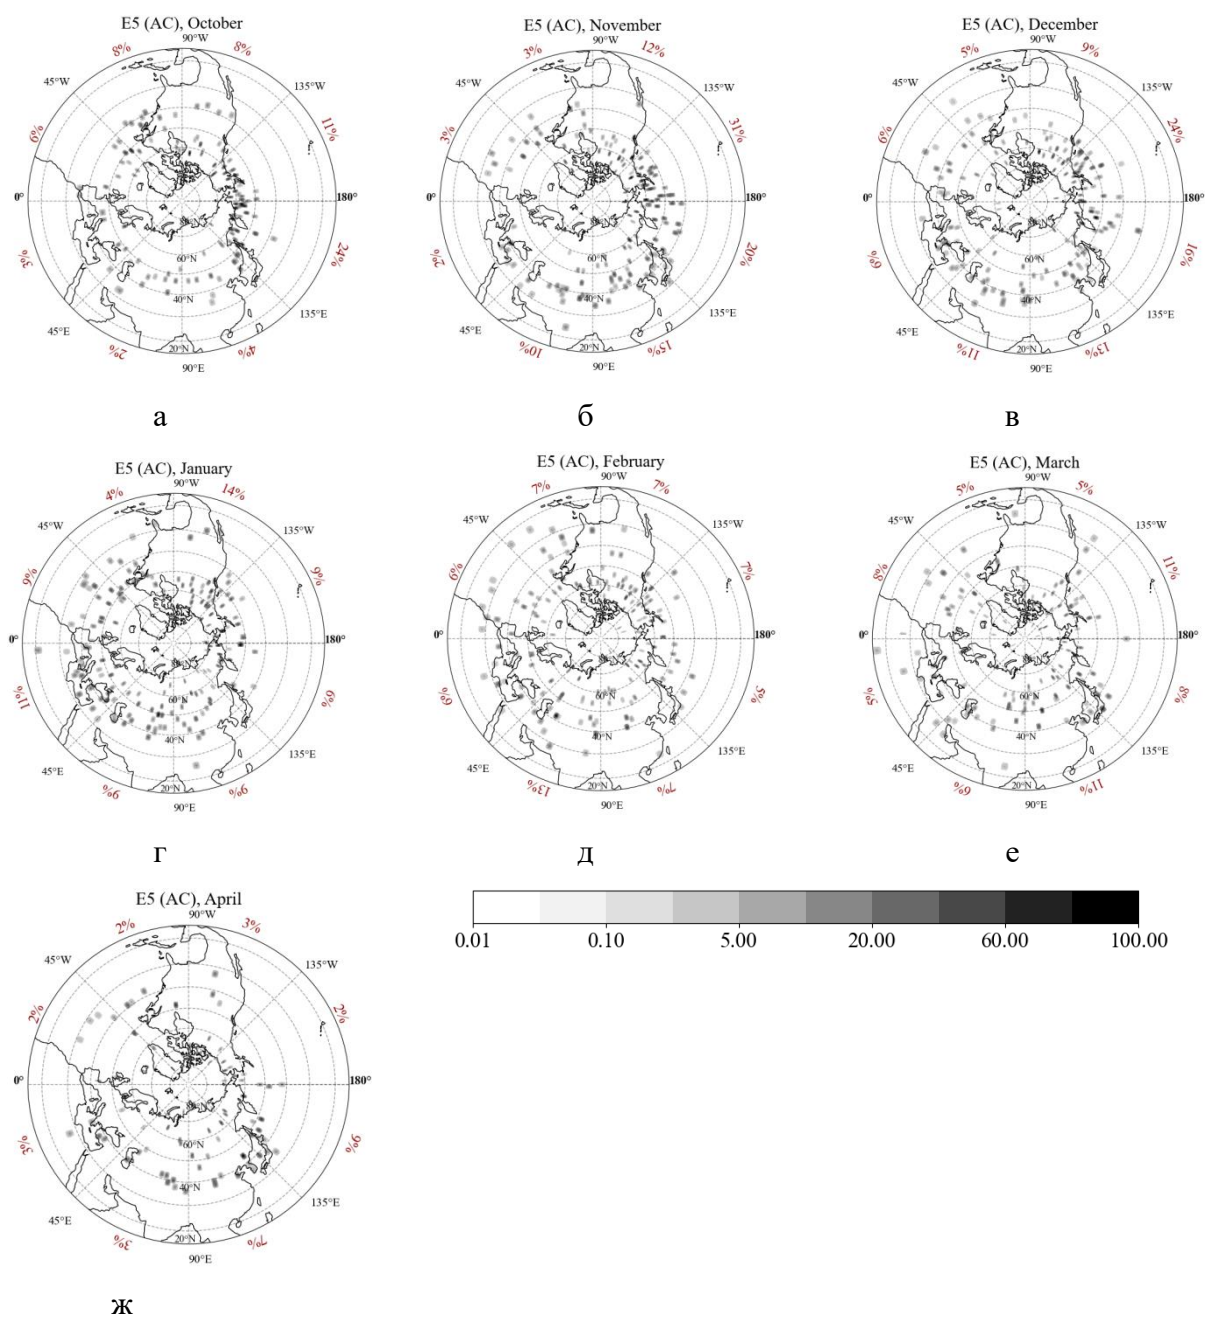 E5 (AC), October
90°W
8%
8%
45°W
135°W
6%
11%
0°
180°
60°N
3%
24%
40°N
45°E
135°E
20°N
2%
4%
90°E
а
E5 (AC), November
90°W
3%
12%
45°W
135°W
3%
31%
0°
180°
60°N
2%
20%
40°N
45°E
135°E
20°N
10%
15%
90°E
б
E5 (AC), December
90°W
5%
9%
45°W
135°W
6%
24%
0°
180°
60°N
6%
16%
40°N
45°E
135°E
20°N
11%
13%
90°E
в
E5 (AC), January
90°W
4%
14%
45°W
135°W
9%
9%
0°
180°
60°N
11%
6%
40°N
45°E
135°E
20°N
9%
9%
90°E
г
E5 (AC), February
90°W
7%
7%
45°W
135°W
6%
7%
0°
180°
60°N
9%
5%
40°N
45°E
135°E
20°N
13%
7%
90°E
д
E5 (AC), March
90°W
5%
5%
45°W
135°W
8%
11%
0°
180°
60°N
8%
40°N
45°E
135°E
20°N
6%
11%
90°E
е
E5 (AC), April
90°W
2%
3%
45°W
135°W
2%
2%
0°
180°
60°N
3%
9%
40°N
45°E
135°E
20°N
3%
7%
90°E
ж
0.01
0.10
5.00
20.00
60.00
100.00